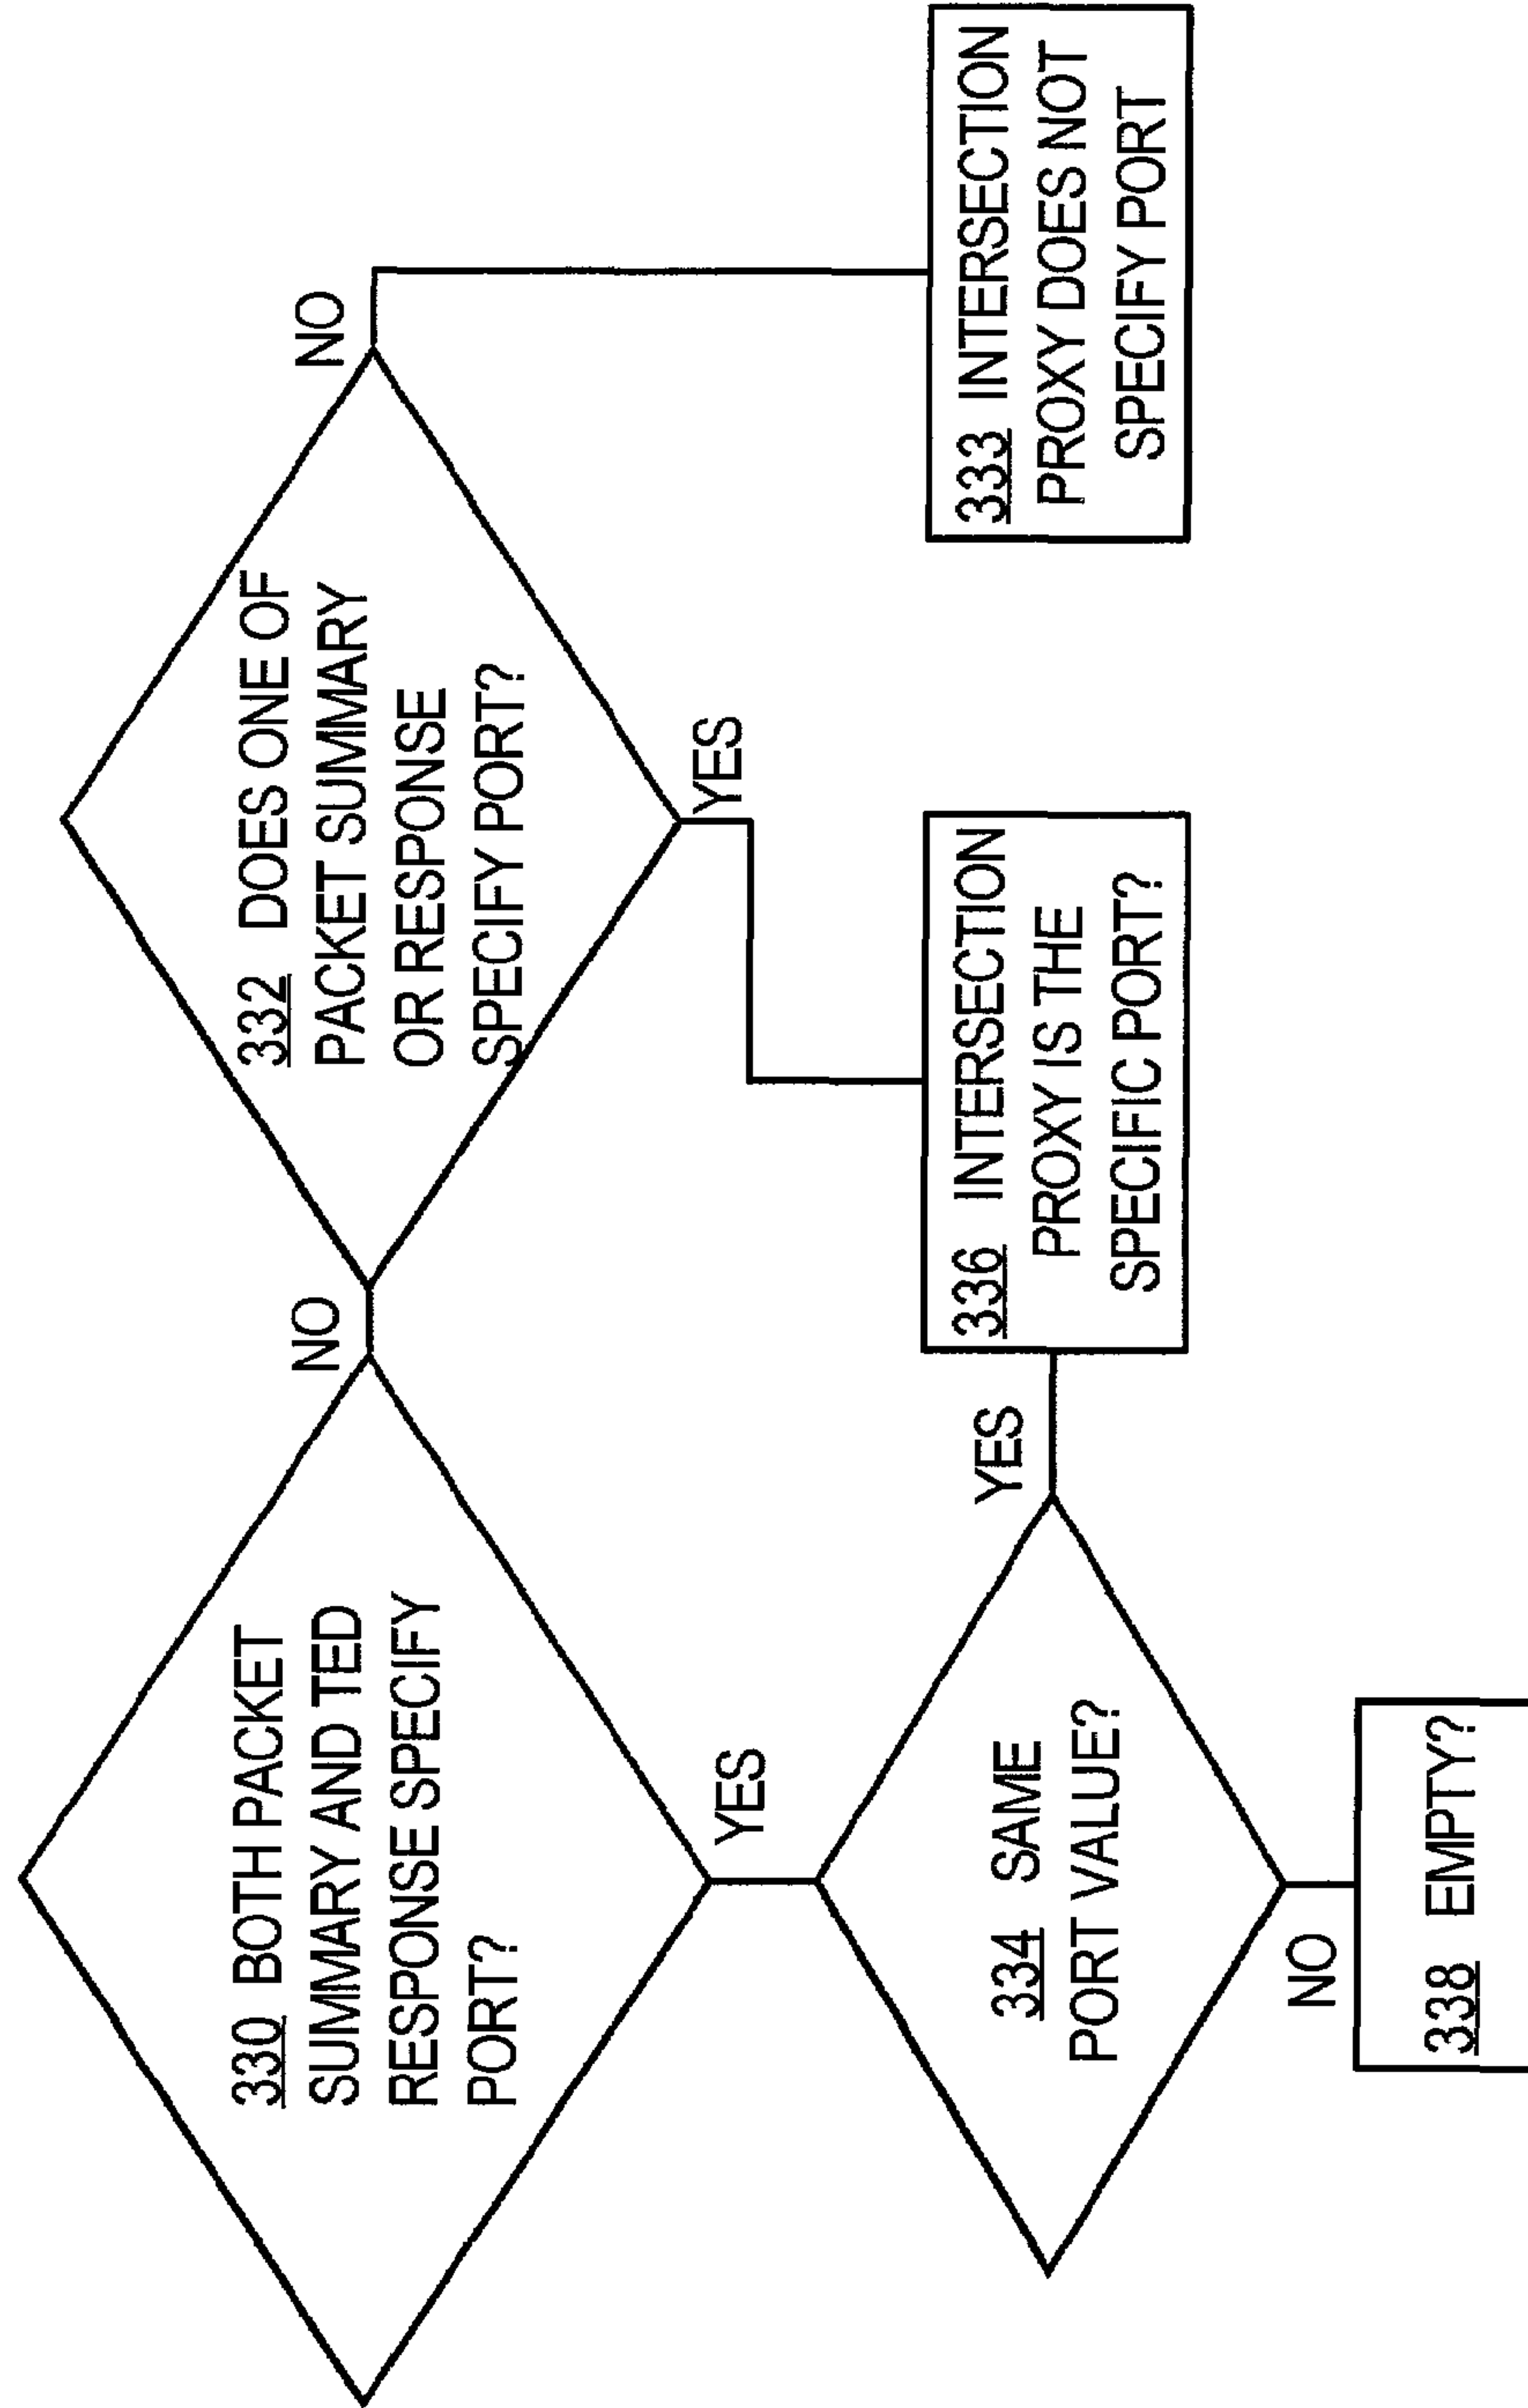 330 BOTH PACKET
SUMMARY AND TED
RESPONSE SPECIFY
PORT?
NO
332 DOES ONE OF
PACKET SUMMARY
OR RESPONSE
SPECIFY PORT?
NO
YES
YES
334 SAME
PORT VALUE?
YES
336 INTERSECTION
PROXY IS THE
SPECIFIC PORT?
333 INTERSECTION
PROXY DOES NOT
SPECIFY PORT
NO
338 EMPTY?